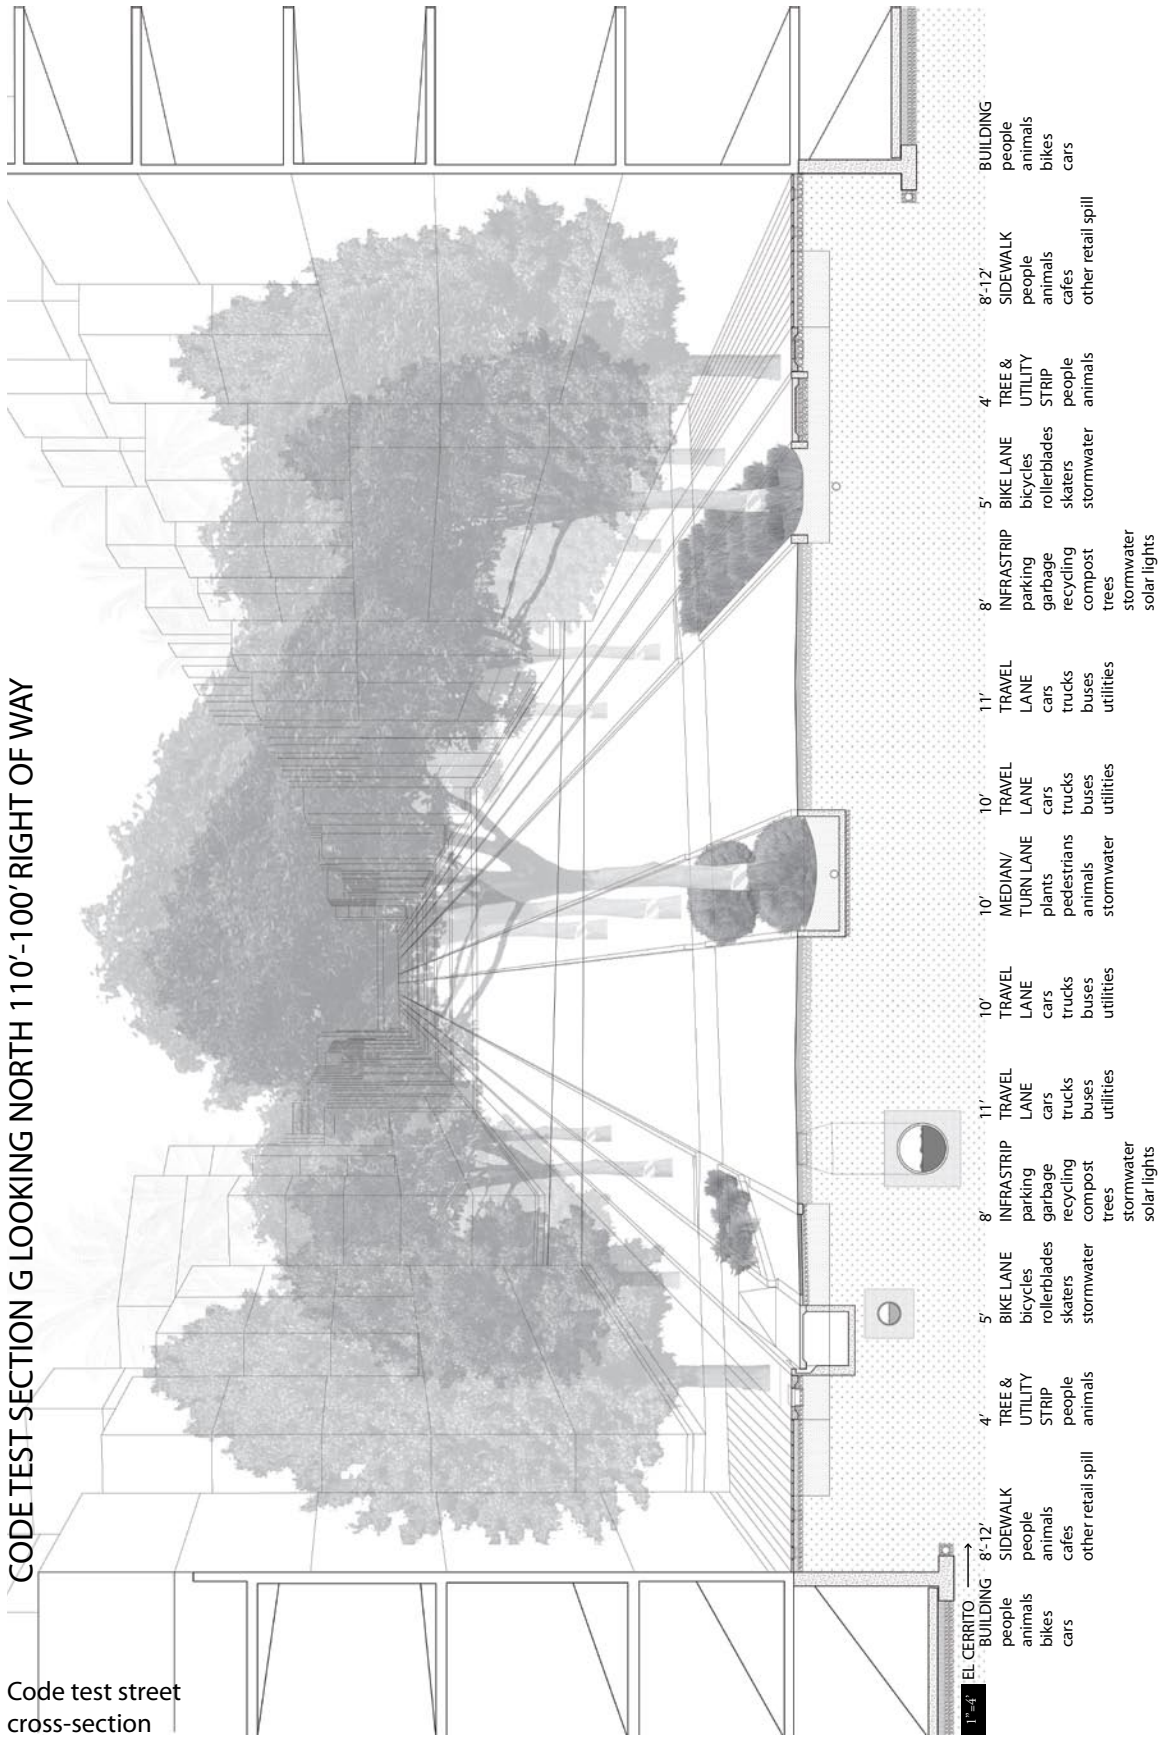 CODE TEST SECTION G LOOKING NORTH 110'-100' RIGHT OF WAY
Code test street
cross-section
1"=4'
EL CERRITO
BUILDING
people
animals
bikes
cars
8'-12'
SIDEWALK
people
animals
cafes
other retail spill
4'
TREE &
UTILITY
STRIP
people
animals
5'
BIKE LANE
bicycles
rollerblades
skaters
stormwater
8'
INFRASTRIP
parking
garbage
recycling
compost
trees
stormwater
solar lights
11'
TRAVEL
LANE
cars
trucks
buses
utilities
10'
TRAVEL
LANE
cars
trucks
buses
utilities
10'
MEDIAN/
TURN LANE
plants
pedestrians
animals
stormwater
10'
TRAVEL
LANE
cars
trucks
buses
utilities
11'
TRAVEL
LANE
cars
trucks
buses
utilities
8'
INFRASTRIP
parking
garbage
recycling
compost
trees
stormwater
solar lights
5'
BIKE LANE
bicycles
rollerblades
skaters
stormwater
4'
TREE &
UTILITY
STRIP
people
animals
8'-12'
SIDEWALK
people
animals
cafes
other retail spill
BUILDING
people
animals
bikes
cars